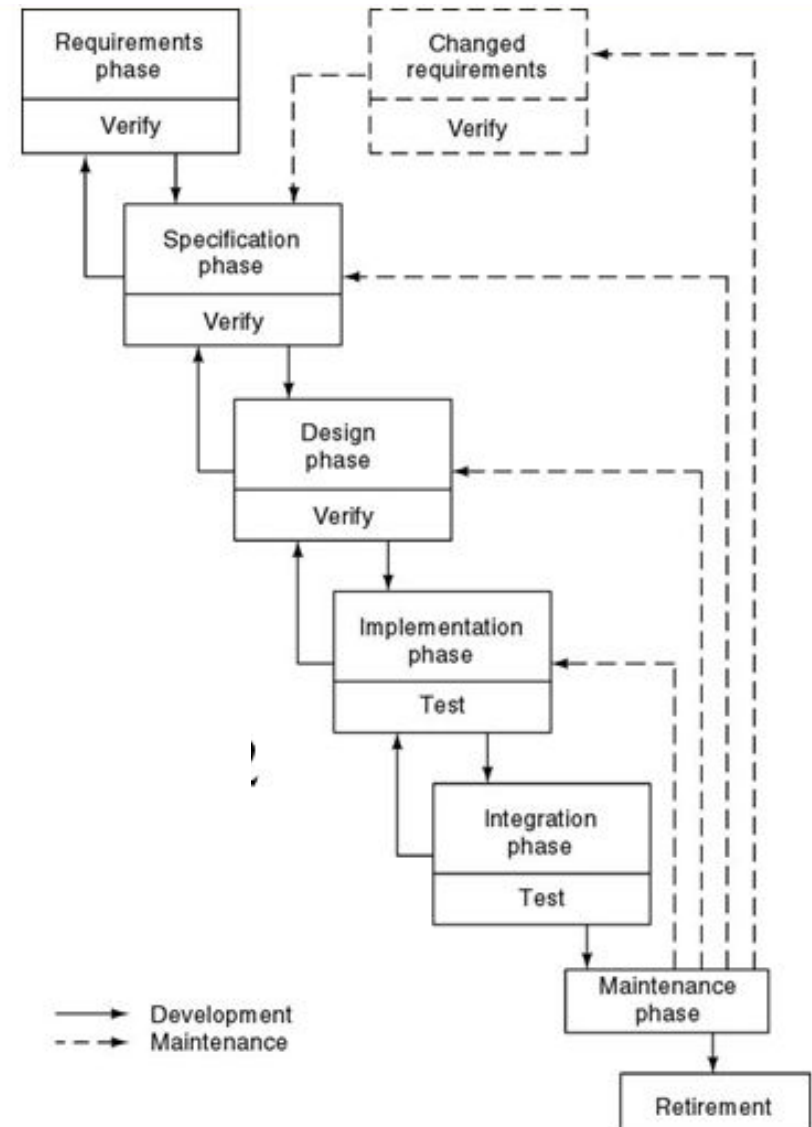 Requirements
phase
Verify
Changed
requirements
Verify
Specification
phase
Verify
Design
phase
Verify
Implementation
phase
Test
Integration
phase
Test
Maintenance
phase
Retirement
Development
Maintenance